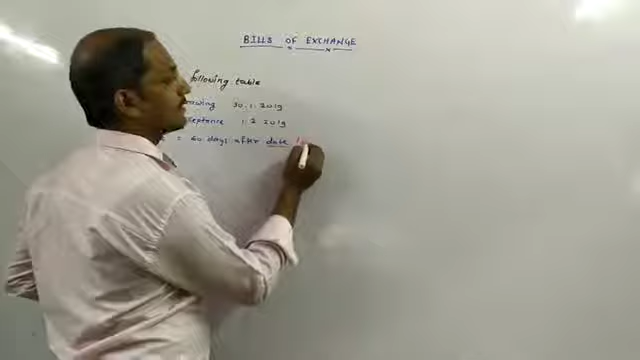 BILLS OF EXCHANGE
following table
30.1.2019
1.2.2019
= 60 days after date